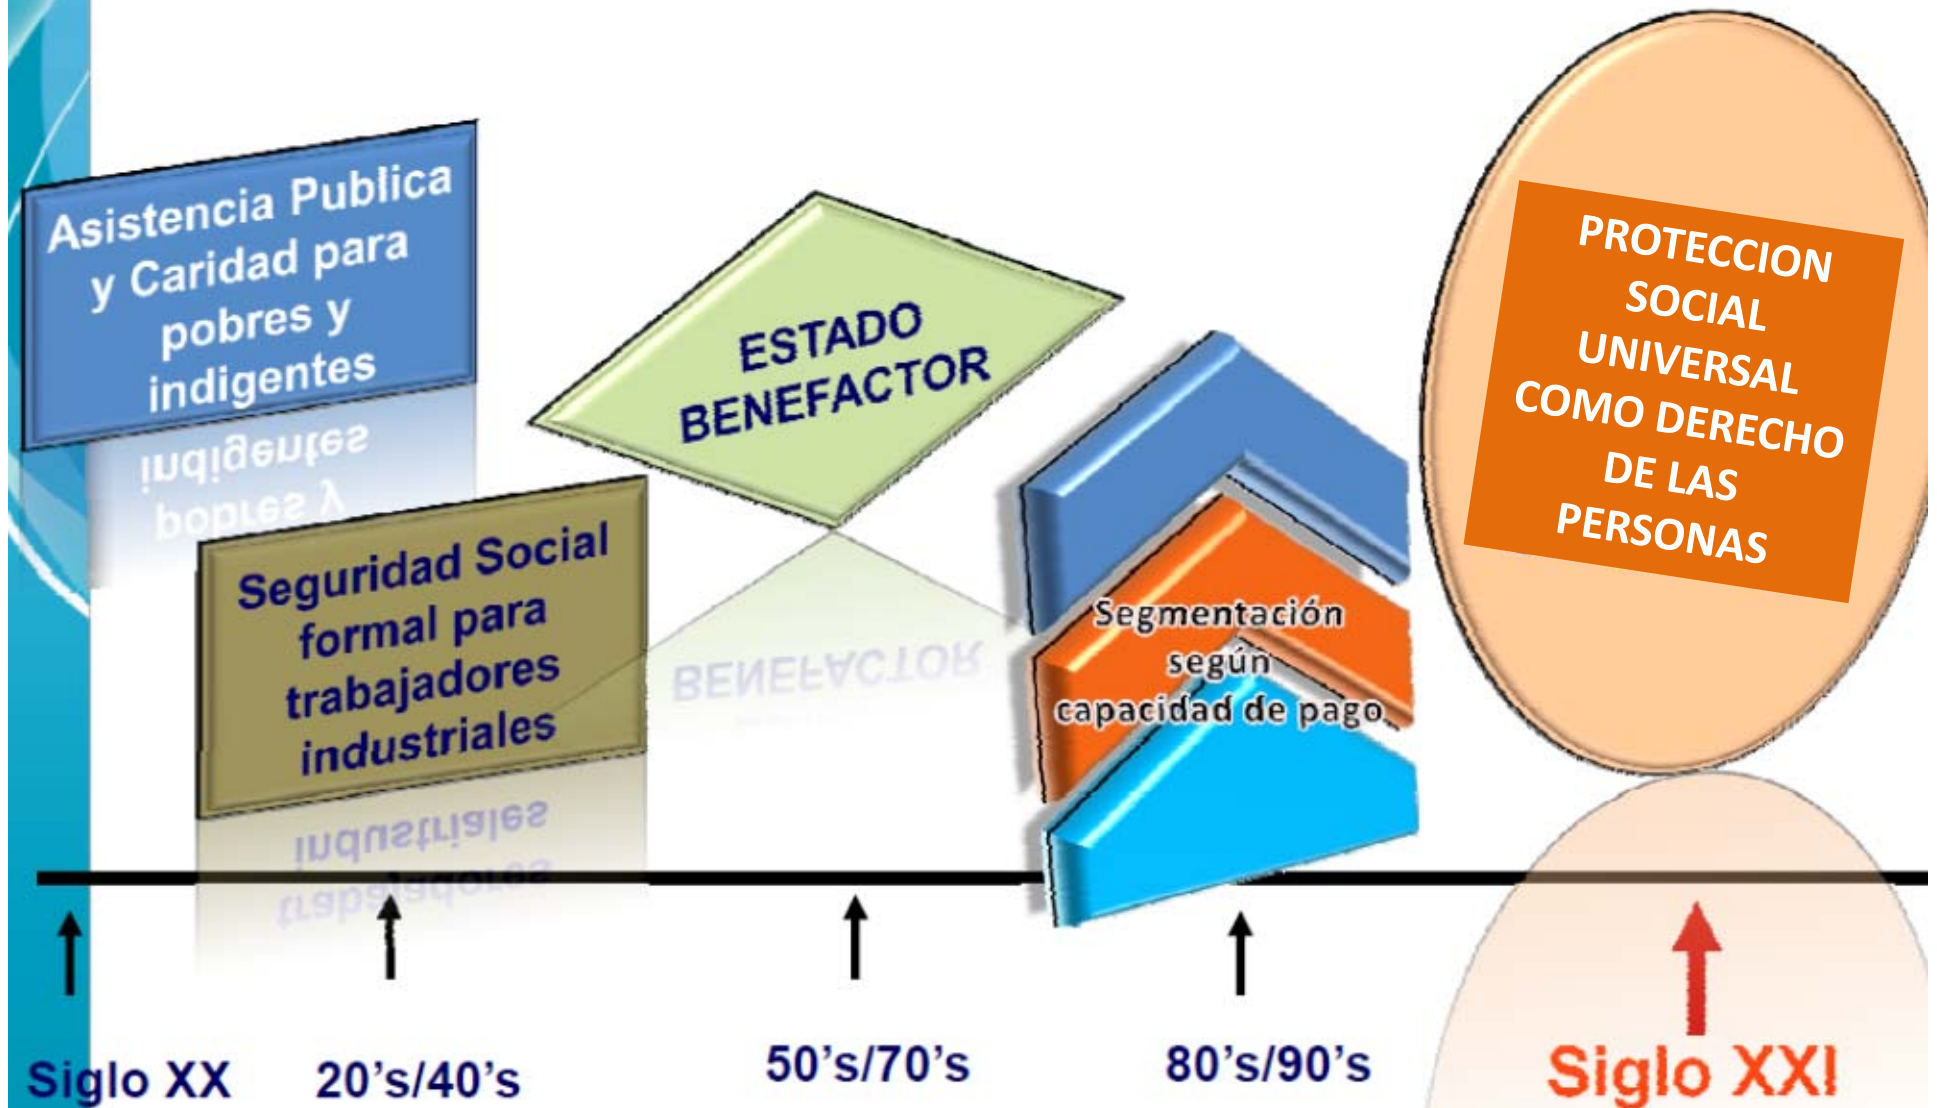 Asistencia Publica
y Caridad para
pobres y
indigentes
Seguridad Social
formal para
trabajadores
industriales
ESTADO
BENEFACTOR
Segmentación
según
capacidad de pago
PROTECCION
SOCIAL
UNIVERSAL
COMO DERECHO
DE LAS
PERSONAS
Siglo XX
20's/40's
50's/70's
80's/90's
Siglo XXI